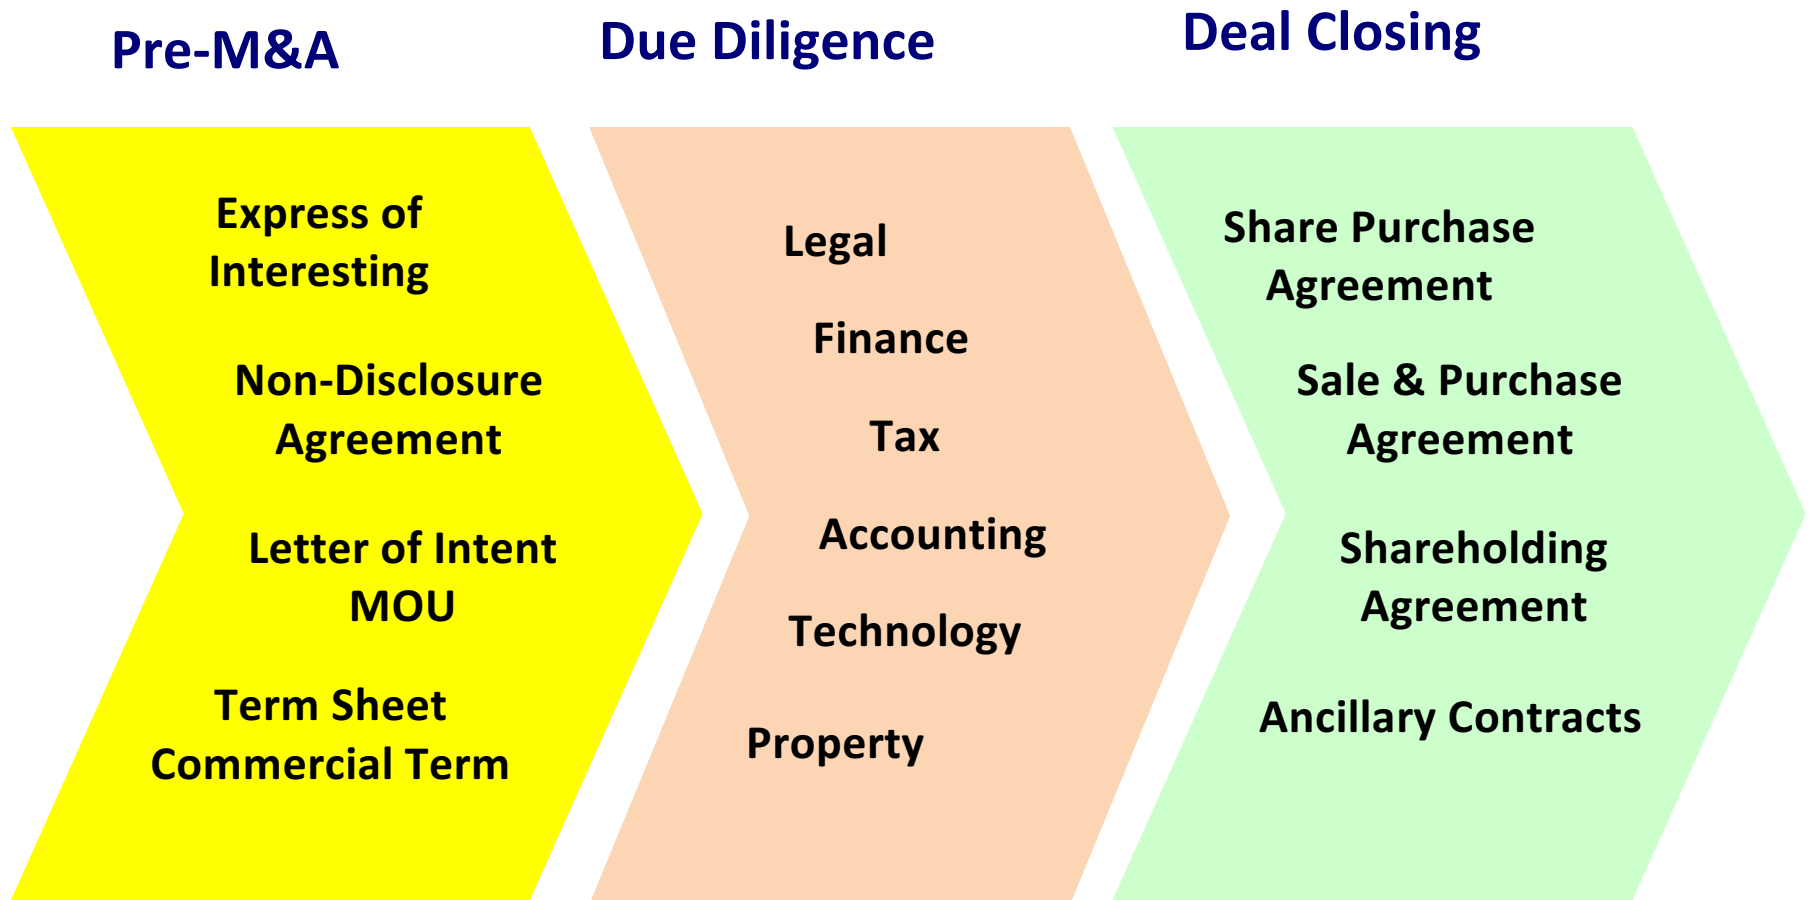 Pre-M&A
Due Diligence
Deal Closing
Express of
Interesting
Non-Disclosure
Agreement
Letter of Intent
MOU
Term Sheet
Commercial Term
Legal
Finance
Tax
Accounting
Technology
Property
Share Purchase
Agreement
Sale & Purchase
Agreement
Shareholding
Agreement
Ancillary Contracts